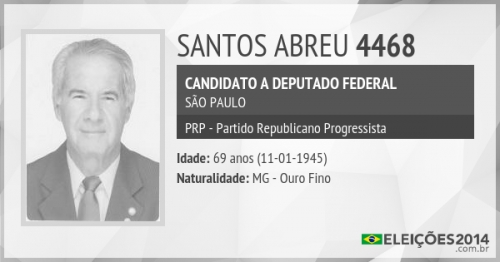 SANTOS ABREU 4468
CANDIDATO A DEPUTADO FEDERAL
SÃO PAULO
PRP - Partido Republicano Progressista
Idade: 69 anos (11-01-1945)
Naturalidade: MG - Ouro Fino
ELEIÇÕES2014
.com.br